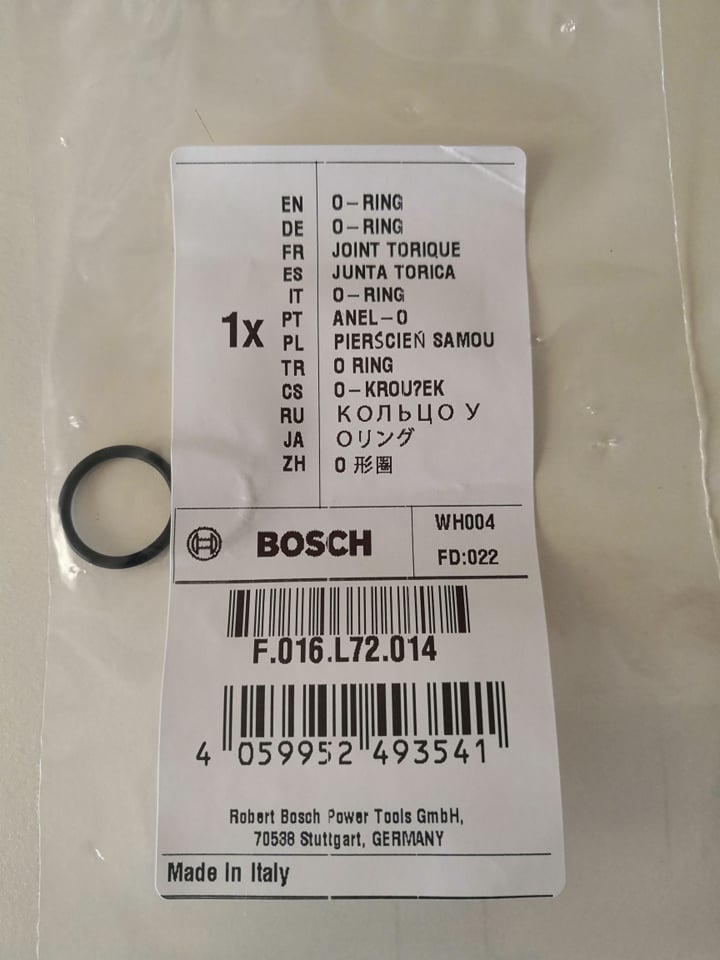 1x
EN O-RING
DE O-RING
FR JOINT TORIQUE
ES JUNTA TORICA
IT O-RING
PT ANEL-O
PL PIERŚCIEŃ SAMOU
TR O RING
CS O-KROU?EK
RU КОЛЬЦО У
JA Oリング
ZH O 形圏
BOSCH
WH004
FD:022
F.016.L72.014
4 059952 493541
Robert Bosch Power Tools GmbH,
70538 Stuttgart, GERMANY
Made In Italy